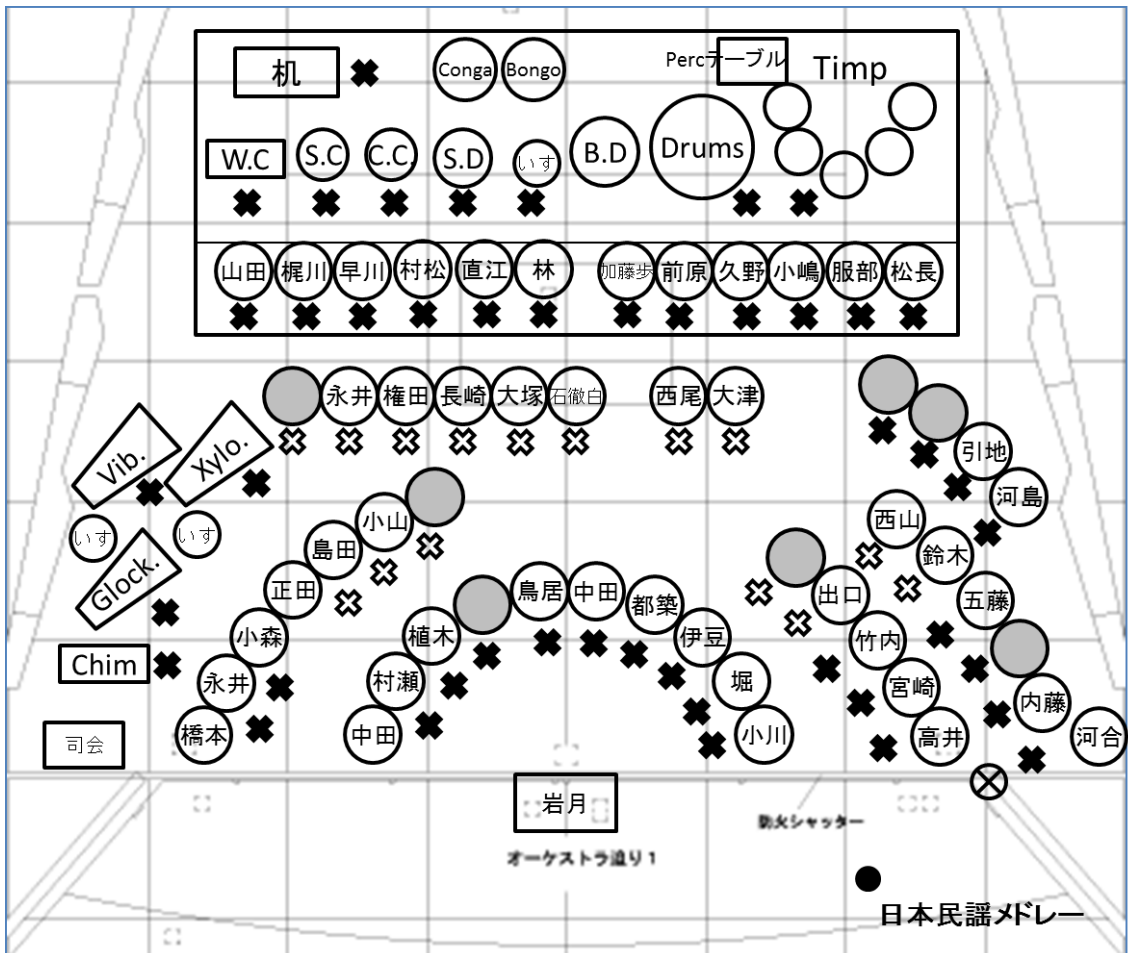 机
Conga
Bongo
Percテーブル
Timp
W.C
S.C
C.C.
S.D
いす
B.D
Drums
山田
梶川
早川
村松
直江
林
加藤歩
前原
久野
小嶋
服部
松長
永井
権田
長崎
大塚
石徹白
西尾
大津
Vib.
Xylo.
いす
いす
Glock.
Chim
司会
小山
島田
正田
小森
永井
橋本
鳥居
中田
都築
植木
伊豆
村瀬
堀
中田
小川
引地
河島
西山
鈴木
出口
五藤
竹内
宮崎
内藤
高井
河合
岩月
防火シャッター
オーケストラ迫り1
日本民謡メドレー